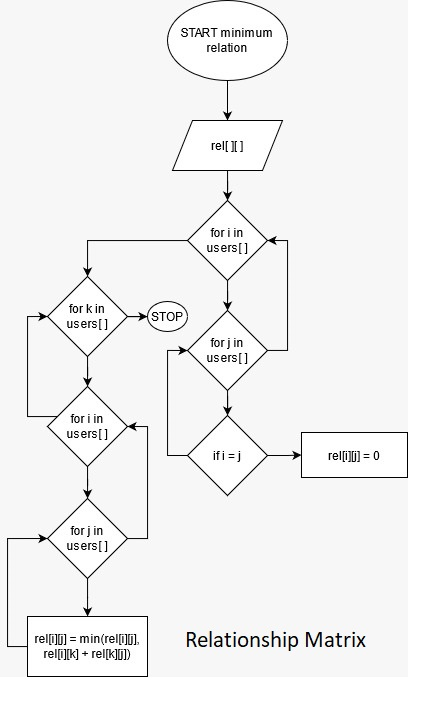 START minimum
relation
rel[ ][ ]
for i in
users[ ]
for k in
users[ ]
STOP
for j in
users[ ]
for i in
users[ ]
if i = j
rel[i][j] = 0
for j in
users[ ]
rel[i][j] = min(rel[i][j],
rel[i][k] + rel[k][j])
Relationship Matrix